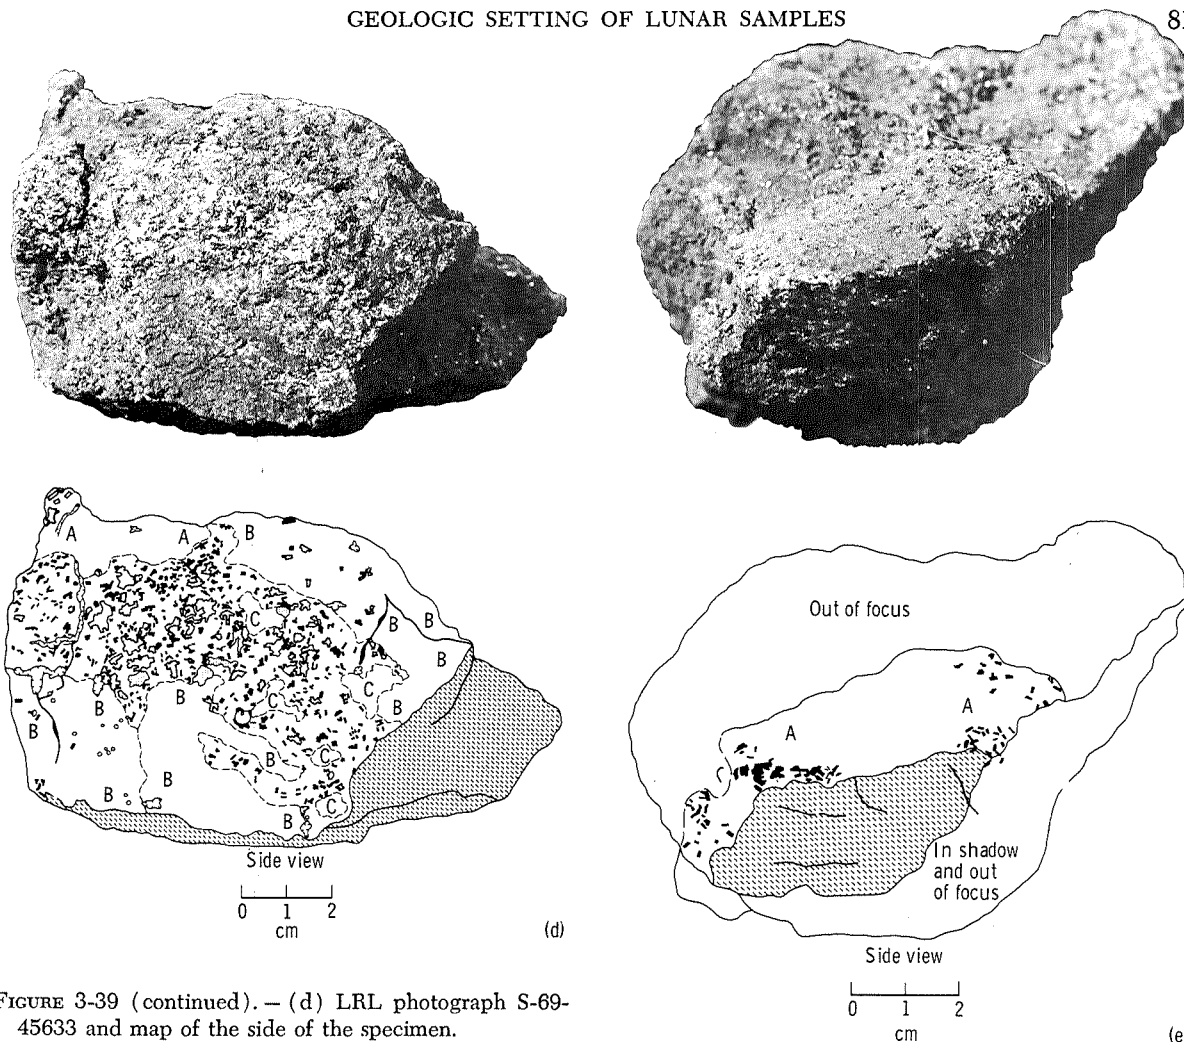 GEOLOGIC SETTING OF LUNAR SAMPLES
A A B
C B
B
B B C C B
B
B B C
B C
B
Side view
0 1 2
cm
(d)
FIGURE 3-39 (continued). — (d) LRL photograph S-69-
45633 and map of the side of the specimen.
Out of focus
A
A
In shadow
and out
of focus
Side view
0 1 2
cm
(e